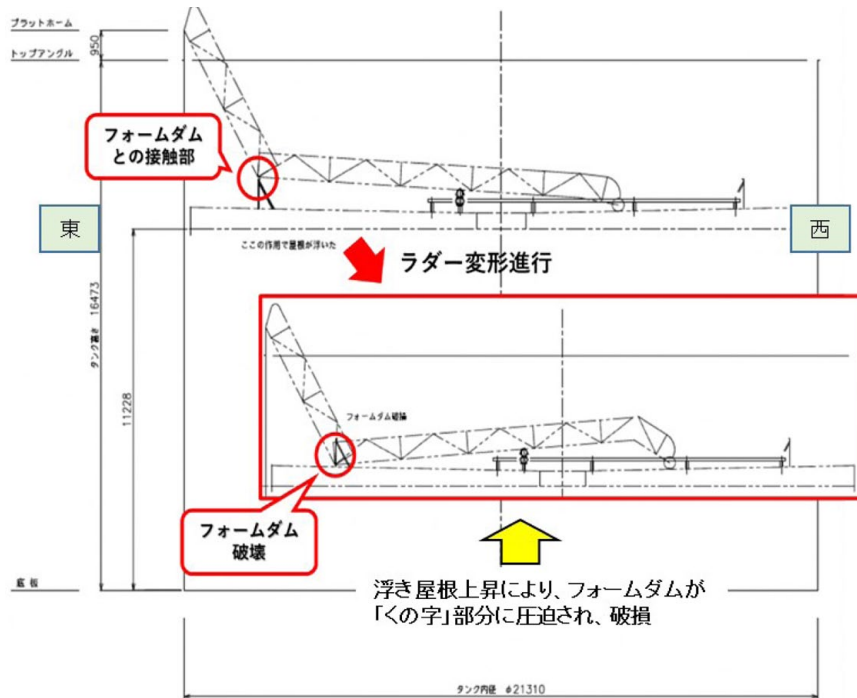 プラットホーム
950
トップアングル
フォームダム
との接触部
東
西
ここの作用で屋根が浮いた
ラダー変形進行
タンク高さ 16473
11228
フォームダム破損
フォームダム
破壊
底板
浮き屋根上昇により、フォームダムが
「くの字」部分に圧迫され、破損
タンク内径 φ21310